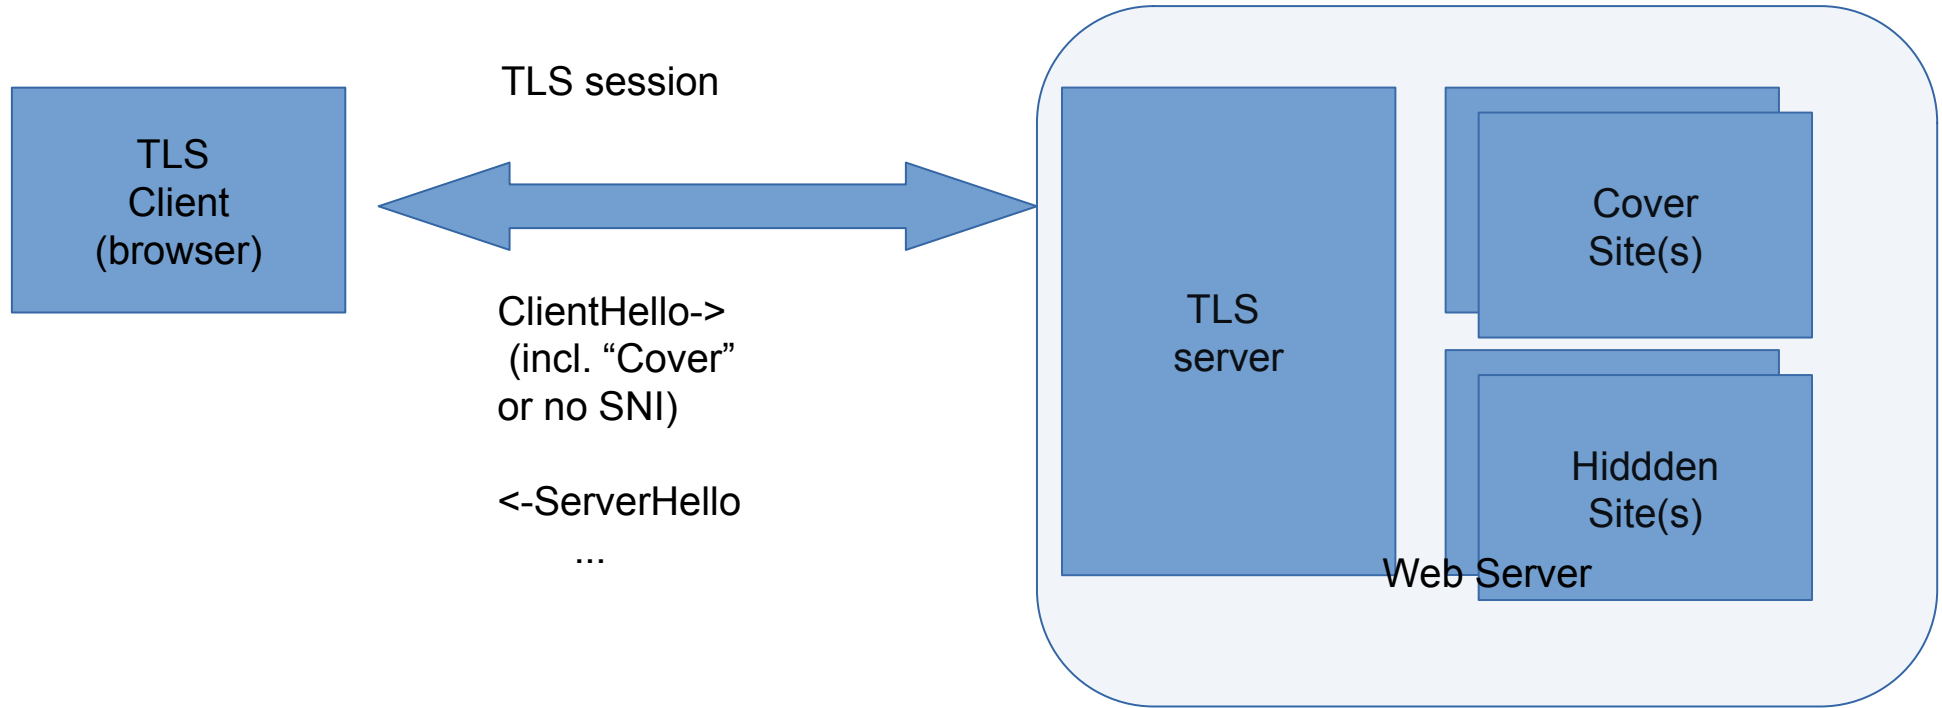 TLS
Client
(browser)
TLS session
ClientHello->
(incl. “Cover”
or no SNI)
<-ServerHello
...
TLS
server
Cover
Site(s)
Hiddden
Site(s)
Web Server